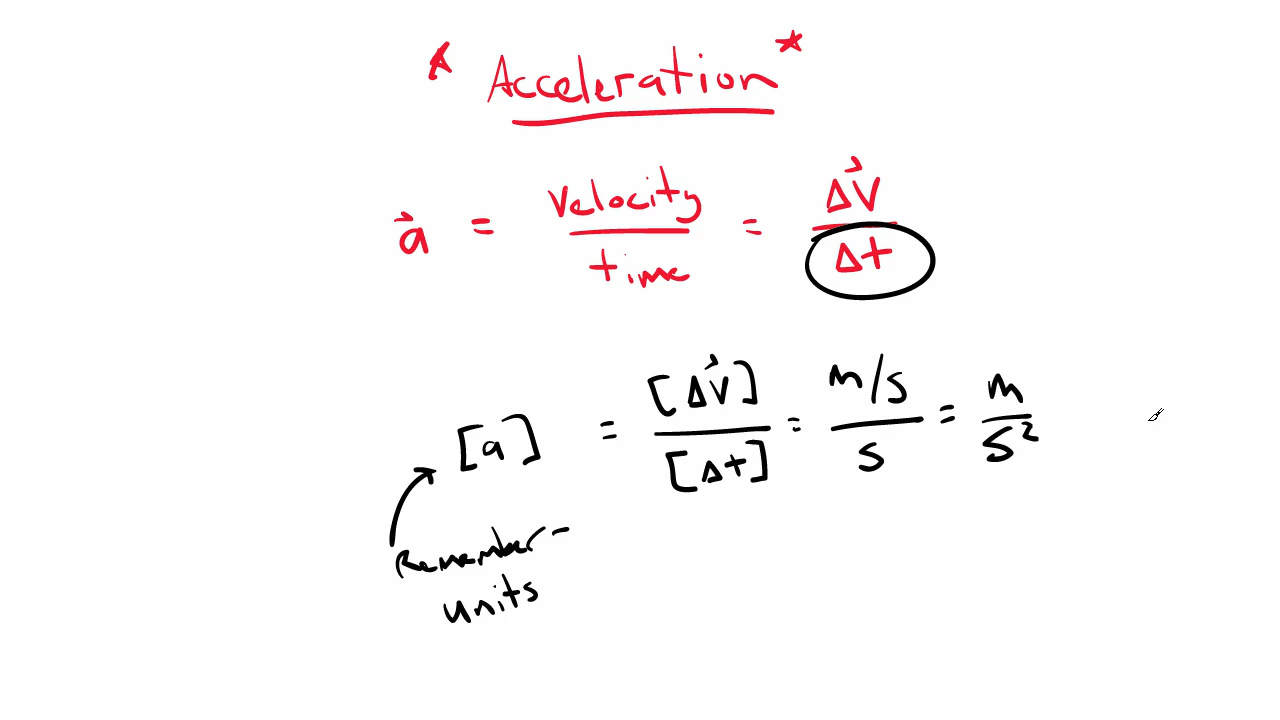 * Acceleration *
a⃗ = velocity / time = Δv⃗ / Δt
[a] = [Δv⃗] / [Δt] = m/s / s = m / s²
Remember -
units